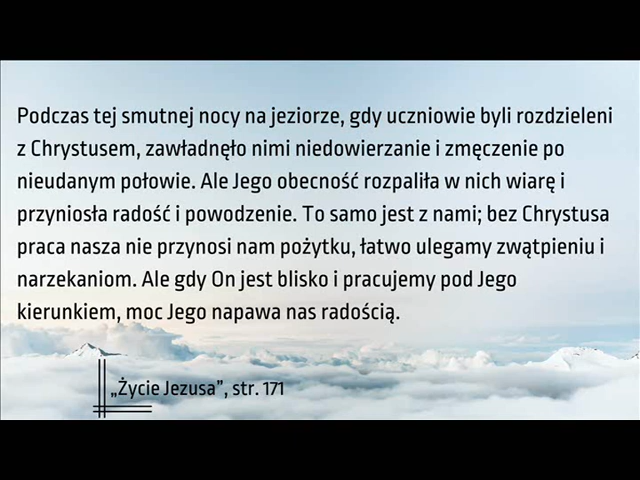 Podczas tej smutnej nocy na jeziorze, gdy uczniowie byli rozdzieleni
z Chrystusem, zawładnęło nimi niedowierzanie i zmęczenie po
nieudanym połowie. Ale Jego obecność rozpaliła w nich wiarę i
przyniosła radość i powodzenie. To samo jest z nami; bez Chrystusa
praca nasza nie przynosi nam pożytku, łatwo ulegamy zwątpieniu i
narzekaniom. Ale gdy On jest blisko i pracujemy pod Jego
kierunkiem, moc Jego napawa nas radością.
„Życie Jezusa”, str. 171